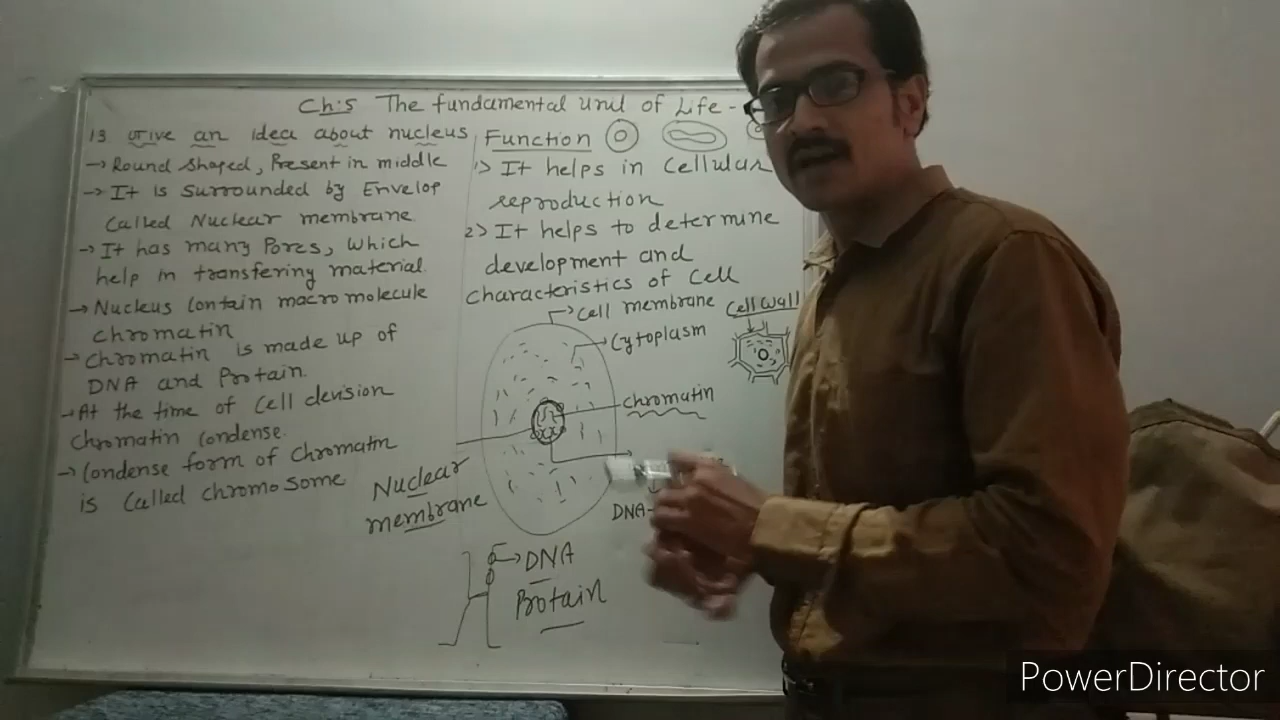 Ch:5 The fundamental unit of Life -
13 Give an idea about nucleus
→ Round shaped, Present in middle
→ It is surrounded by Envelop
Called Nuclear membrane
→ It has many Pores, which
help in transfering material.
→ Nucleus Contain macro molecule
chromatin
→ Chromatin is made up of
DNA and Protain.
→ At the time of Cell devision
Chromatin Condense.
→ Condense form of Chromatin
is Called chromosome
Function
1> It helps in Cellular
reproduction
2> It helps to determine
development and
Characteristics of Cell
Cell membrane
Cell wall
Cytoplasm
chromatin
Nuclear
membrane
DNA-
DNA
Protain
PowerDirector